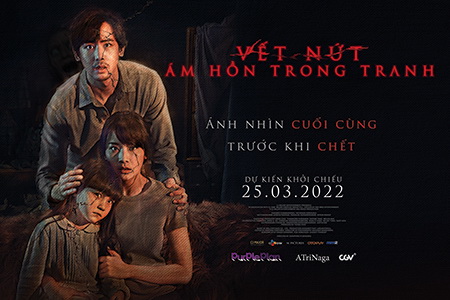 VẾT NỨT
ÁM HỒN TRONG TRANH
ÁNH NHÌN CUỐI CÙNG
TRƯỚC KHI CHẾT
DỰ KIẾN KHỞI CHIẾU
25.03.2022
PurPlePlan
ATriNaga
CGV